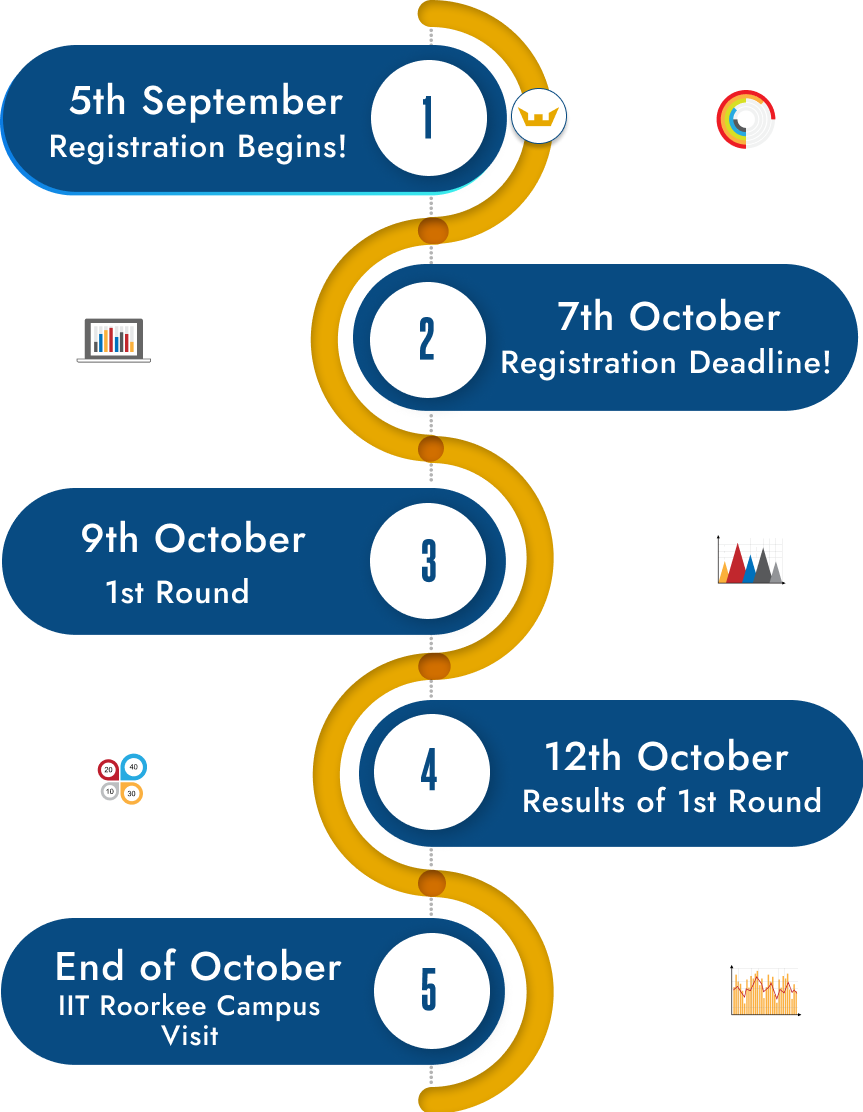 5th September
Registration Begins!
1
2
7th October
Registration Deadline!
9th October
1st Round
3
4
12th October
Results of 1st Round
20
40
10
30
End of October
IIT Roorkee Campus
Visit
5